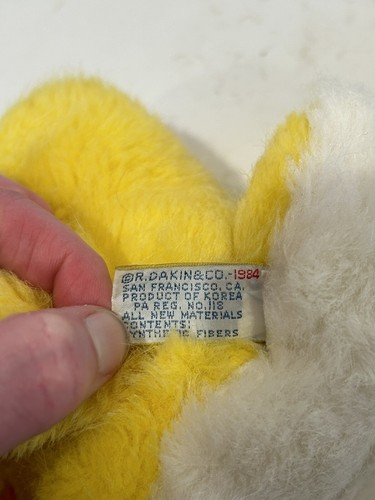 ©R.DAKIN&CO.-1984
SAN FRANCISCO, CA.
PRODUCT OF KOREA
PA REG. NO. 118
ALL NEW MATERIALS
CONTENTS:
SYNTHETIC FIBERS